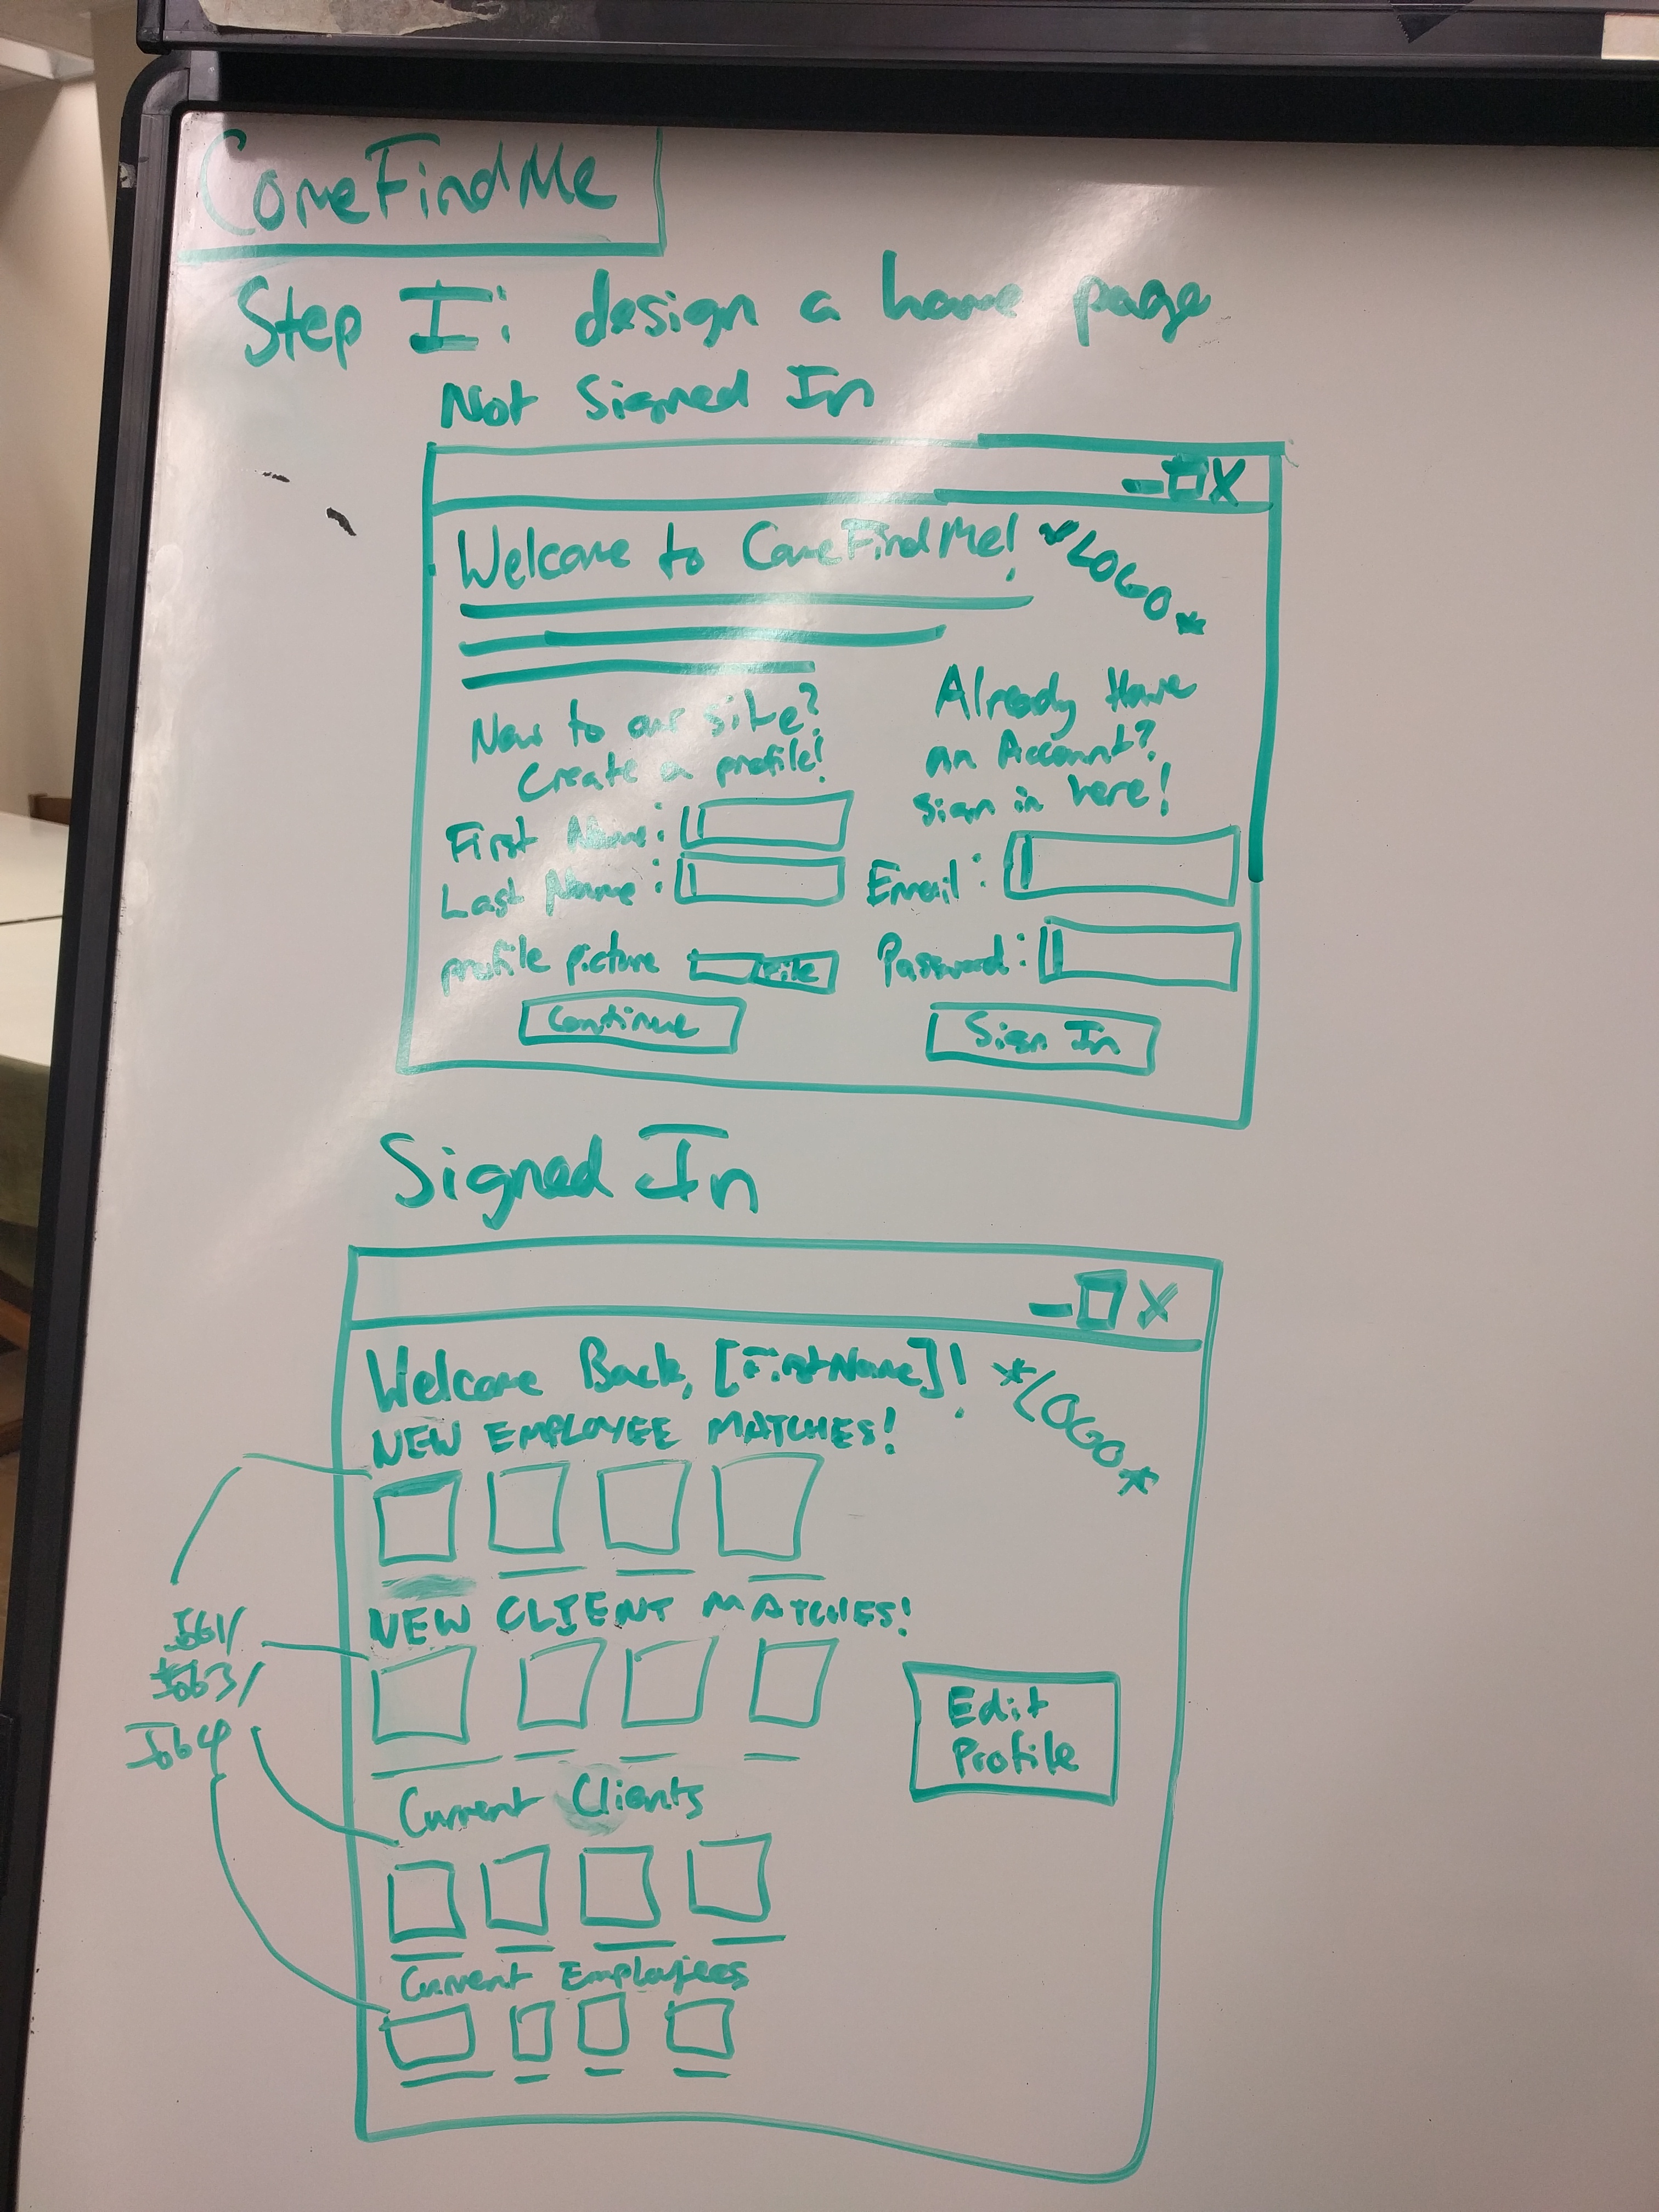 ComeFindMe
Step I: design a home page
Not Signed In
- □ X
Welcome to ComeFindMe! *LOGO*
New to our site?
Create a profile!
First Name:
Last Name:
profile picture File
Continue
Already Have
an Account?
Sign in here!
Email:
Password:
Sign In
Signed In
- □ X
Welcome Back, [FirstName]! *LOGO*
NEW EMPLOYEE MATCHES!
NEW CLIENT MATCHES!
Job1/
Job3/
Job4
Edit
Profile
Current Clients
Current Employees